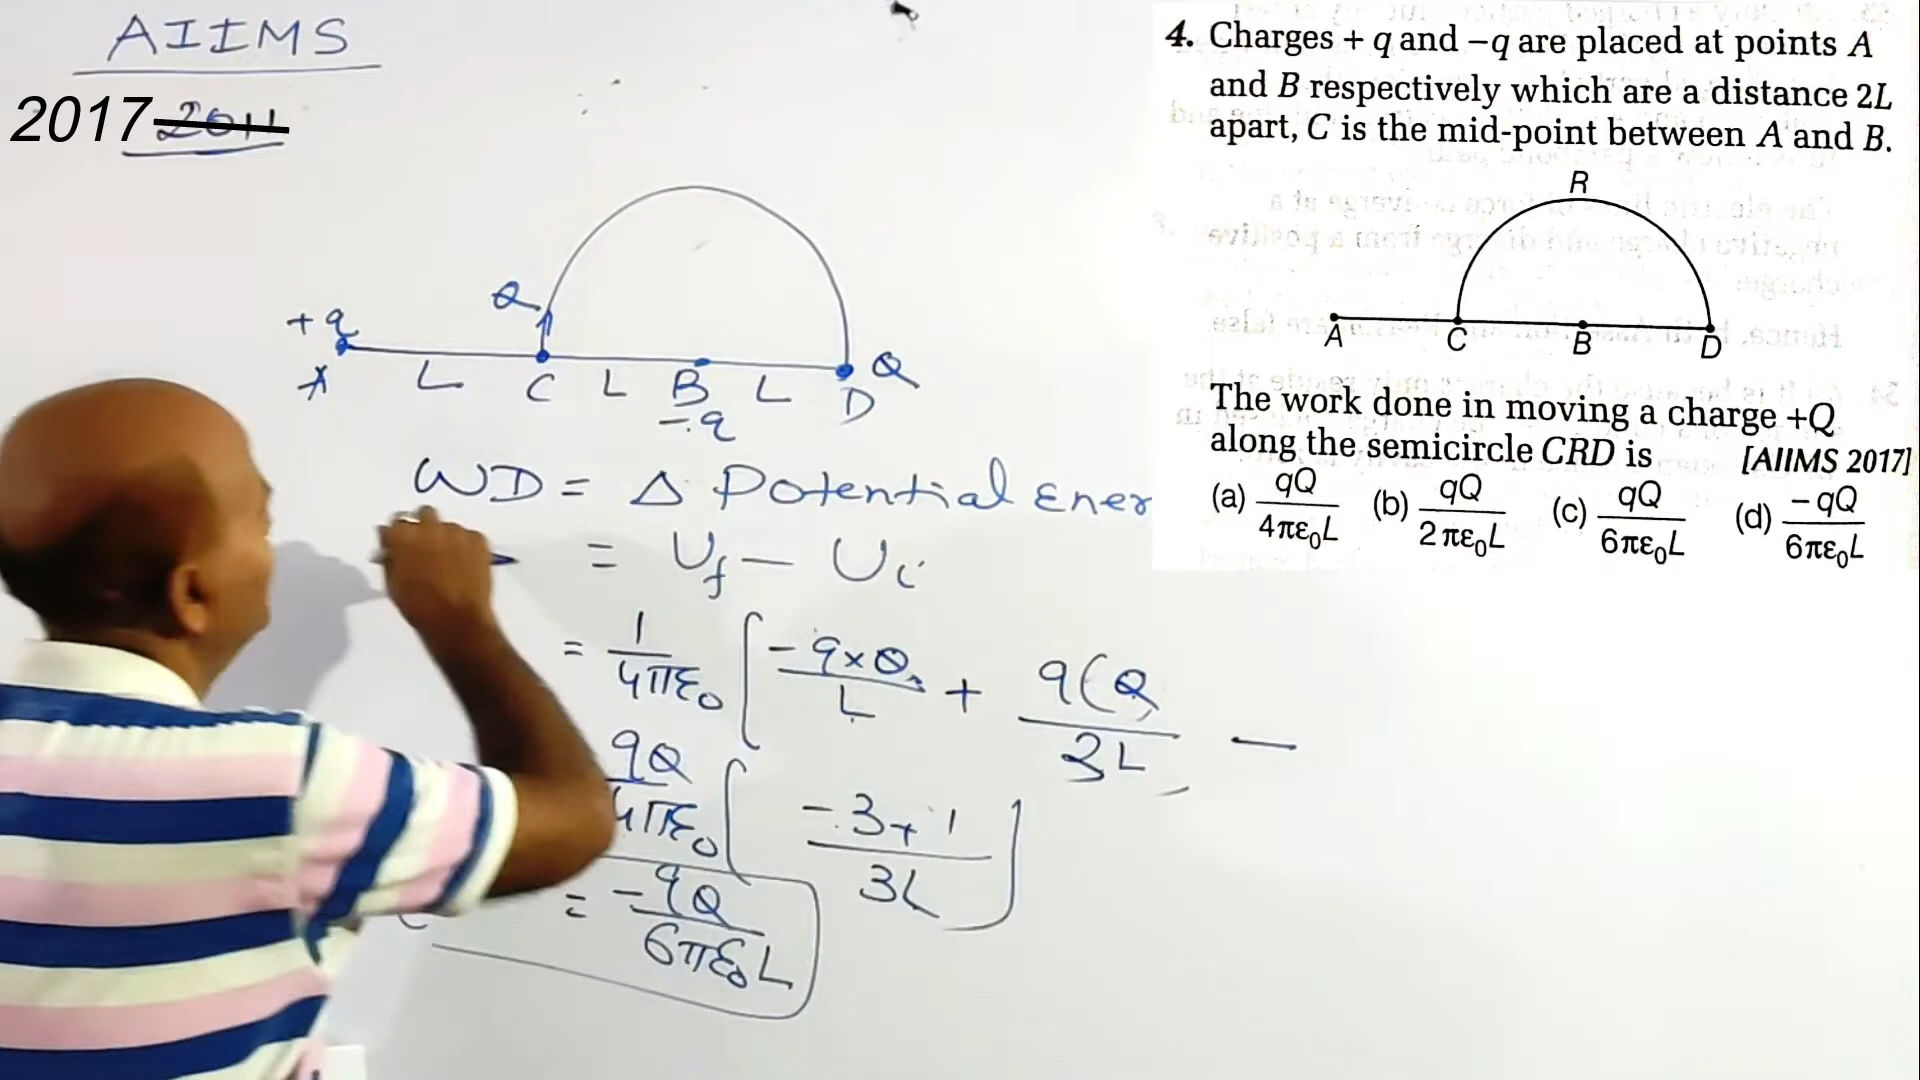 AIIMS
2017 2011
+q
Q
A L C L B L D Q
-q
WD = Δ Potential Ener
= Uf - Ui
= 1/4πε₀ [ -q×Q/L + q(Q/3L -
qQ/4πε₀ [ -3+1/3L ]
= -qQ/6πε₀L
4. Charges + q and -q are placed at points A
and B respectively which are a distance 2L
apart, C is the mid-point between A and B.
R
A C B D
The work done in moving a charge +Q
along the semicircle CRD is [AIIMS 2017]
(a) qQ/4πε₀L (b) qQ/2πε₀L (c) qQ/6πε₀L (d) -qQ/6πε₀L